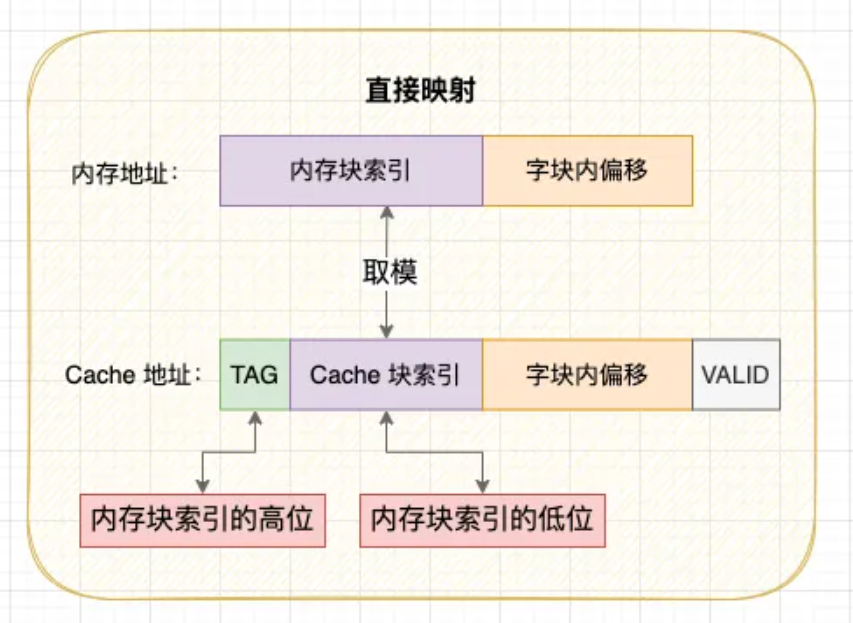 直接映射
内存地址：
内存块索引
字块内偏移
取模
Cache 地址：
TAG
Cache 块索引
字块内偏移
VALID
内存块索引的高位
内存块索引的低位